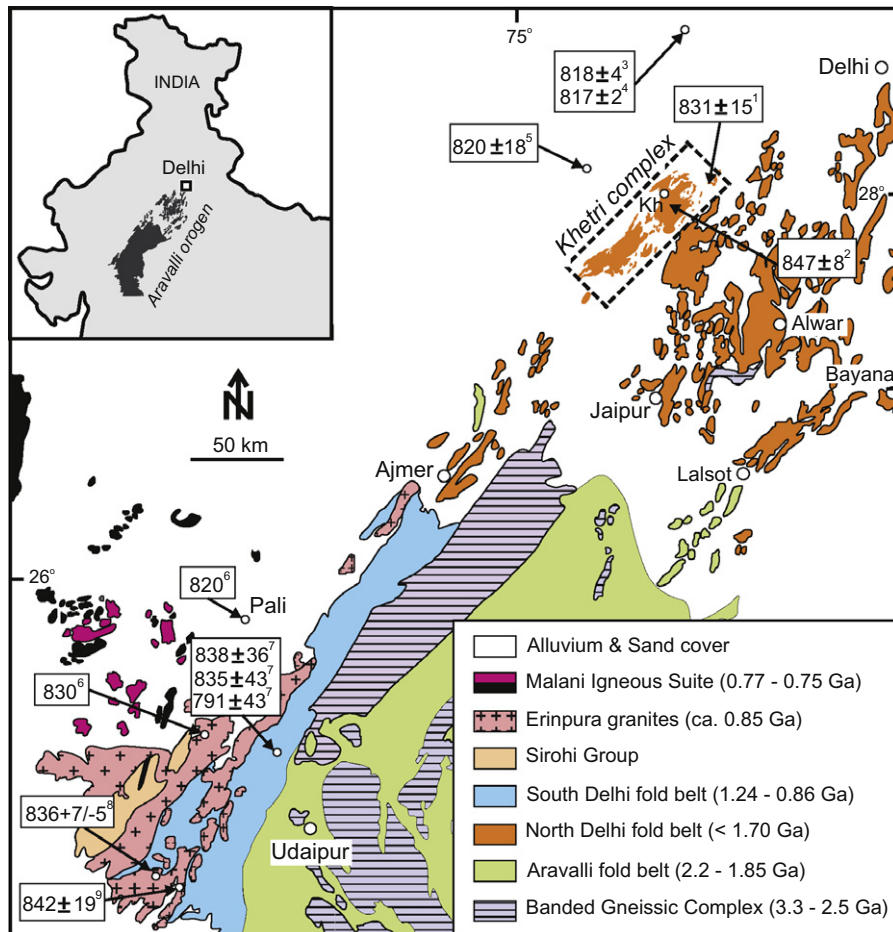 75°
INDIA
Delhi
Aravalli orogen
Delhi
818±4³
817±2⁴
831±15¹
820 ±18⁵
Khetri complex
Kh
28°
847±8²
Alwar
Bayana
Jaipur
N
50 km
Ajmer
Lalsot
26°
820⁶
Pali
838±36⁷
835±43⁷
791±43⁷
830⁶
836+7/-5⁸
842±19⁹
Udaipur
Alluvium & Sand cover
Malani Igneous Suite (0.77 - 0.75 Ga)
Erinpura granites (ca. 0.85 Ga)
Sirohi Group
South Delhi fold belt (1.24 - 0.86 Ga)
North Delhi fold belt (< 1.70 Ga)
Aravalli fold belt (2.2 - 1.85 Ga)
Banded Gneissic Complex (3.3 - 2.5 Ga)